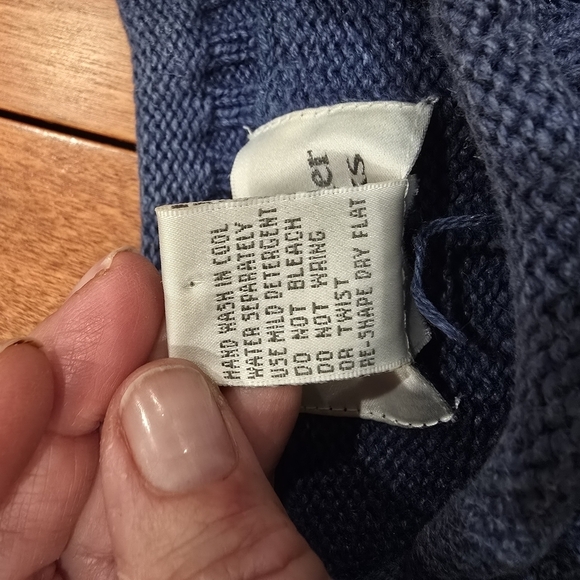 HAND WASH IN COOL
WATER SEPARATELY
USE MILD DETERGENT
DO NOT BLEACH
DO NOT WRING
OR TWIST
RE-SHAPE DRY FLAT